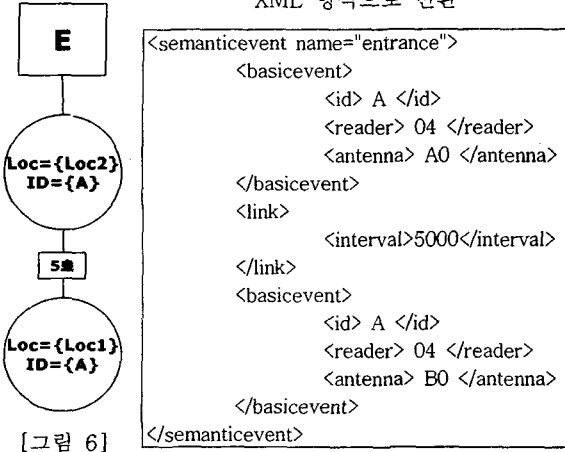 XML 형식으로 변환
E
Loc={Loc2}
ID={A}
5초
Loc={Loc1}
ID={A}
[그림 6]
<semanticevent name="entrance">
<basicevent>
<id> A </id>
<reader> 04 </reader>
<antenna> A0 </antenna>
</basicevent>
<link>
<interval>5000</interval>
</link>
<basicevent>
<id> A </id>
<reader> 04 </reader>
<antenna> B0 </antenna>
</basicevent>
</semanticevent>